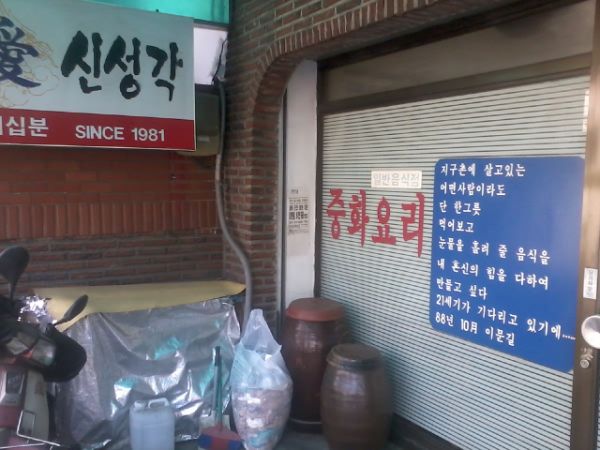 愛 신성각
십분 SINCE 1981
일반음식점
중화요리
지구촌에 살고있는
어떤사람이라도
단 한그릇
먹어보고
눈물을 흘려 줄 음식을
내 혼신의 힘을 다하여
만들고 싶다
21세기가 기다리고 있기에...
88년 10月 이문길